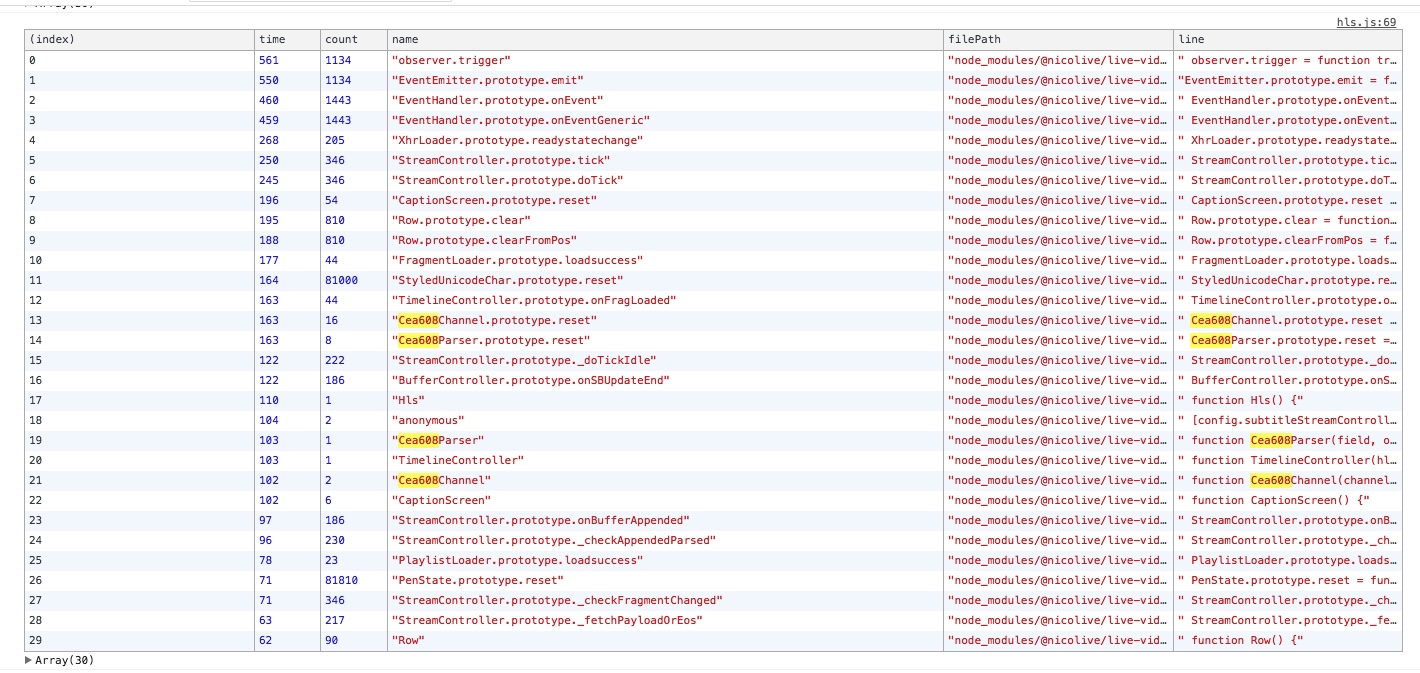 hls.js:69
(index) time count name filePath line
0 561 1134 "observer.trigger" "node_modules/@nicolive/live-vid… " observer.trigger = function tr…
1 550 1134 "EventEmitter.prototype.emit" "node_modules/@nicolive/live-vid… "EventEmitter.prototype.emit = f…
2 460 1443 "EventHandler.prototype.onEvent" "node_modules/@nicolive/live-vid… " EventHandler.prototype.onEvent…
3 459 1443 "EventHandler.prototype.onEventGeneric" "node_modules/@nicolive/live-vid… " EventHandler.prototype.onEvent…
4 268 205 "XhrLoader.prototype.readystatechange" "node_modules/@nicolive/live-vid… " XhrLoader.prototype.readystate…
5 250 346 "StreamController.prototype.tick" "node_modules/@nicolive/live-vid… " StreamController.prototype.tic…
6 245 346 "StreamController.prototype.doTick" "node_modules/@nicolive/live-vid… " StreamController.prototype.doT…
7 196 54 "CaptionScreen.prototype.reset" "node_modules/@nicolive/live-vid… " CaptionScreen.prototype.reset …
8 195 810 "Row.prototype.clear" "node_modules/@nicolive/live-vid… " Row.prototype.clear = function…
9 188 810 "Row.prototype.clearFromPos" "node_modules/@nicolive/live-vid… " Row.prototype.clearFromPos = f…
10 177 44 "FragmentLoader.prototype.loadsuccess" "node_modules/@nicolive/live-vid… " FragmentLoader.prototype.loads…
11 164 81000 "StyledUnicodeChar.prototype.reset" "node_modules/@nicolive/live-vid… " StyledUnicodeChar.prototype.re…
12 163 44 "TimelineController.prototype.onFragLoaded" "node_modules/@nicolive/live-vid… " TimelineController.prototype.o…
13 163 16 "Cea608Channel.prototype.reset" "node_modules/@nicolive/live-vid… " Cea608Channel.prototype.reset …
14 163 8 "Cea608Parser.prototype.reset" "node_modules/@nicolive/live-vid… " Cea608Parser.prototype.reset =…
15 122 222 "StreamController.prototype._doTickIdle" "node_modules/@nicolive/live-vid… " StreamController.prototype._do…
16 122 186 "BufferController.prototype.onSBUpdateEnd" "node_modules/@nicolive/live-vid… " BufferController.prototype.onS…
17 110 1 "Hls" "node_modules/@nicolive/live-vid… " function Hls() {"
18 104 2 "anonymous" "node_modules/@nicolive/live-vid… " [config.subtitleStreamControll…
19 103 1 "Cea608Parser" "node_modules/@nicolive/live-vid… " function Cea608Parser(field, o…
20 103 1 "TimelineController" "node_modules/@nicolive/live-vid… " function TimelineController(hl…
21 102 2 "Cea608Channel" "node_modules/@nicolive/live-vid… " function Cea608Channel(channel…
22 102 6 "CaptionScreen" "node_modules/@nicolive/live-vid… " function CaptionScreen() {"
23 97 186 "StreamController.prototype.onBufferAppended" "node_modules/@nicolive/live-vid… " StreamController.prototype.onB…
24 96 230 "StreamController.prototype._checkAppendedParsed" "node_modules/@nicolive/live-vid… " StreamController.prototype._ch…
25 78 23 "PlaylistLoader.prototype.loadsuccess" "node_modules/@nicolive/live-vid… " PlaylistLoader.prototype.loads…
26 71 81810 "PenState.prototype.reset" "node_modules/@nicolive/live-vid… " PenState.prototype.reset = fun…
27 71 346 "StreamController.prototype._checkFragmentChanged" "node_modules/@nicolive/live-vid… " StreamController.prototype._ch…
28 63 217 "StreamController.prototype._fetchPayloadOrEos" "node_modules/@nicolive/live-vid… " StreamController.prototype._fe…
29 62 90 "Row" "node_modules/@nicolive/live-vid… " function Row() {"
Array(30)